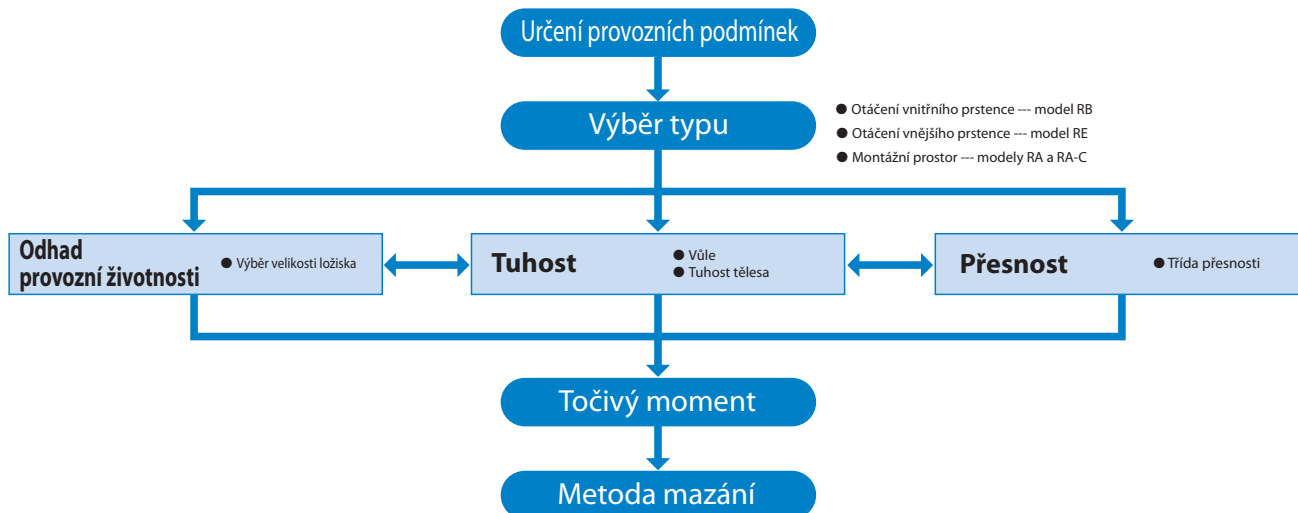 Určení provozních podmínek
Výběr typu
● Otáčení vnitřního prstence --- model RB
● Otáčení vnějšího prstence --- model RE
● Montážní prostor --- modely RA a RA-C
Odhad
provozní životnosti
● Výběr velikosti ložiska
Tuhost
● Vůle
● Tuhost tělesa
Přesnost
● Třída přesnosti
Točivý moment
Metoda mazání